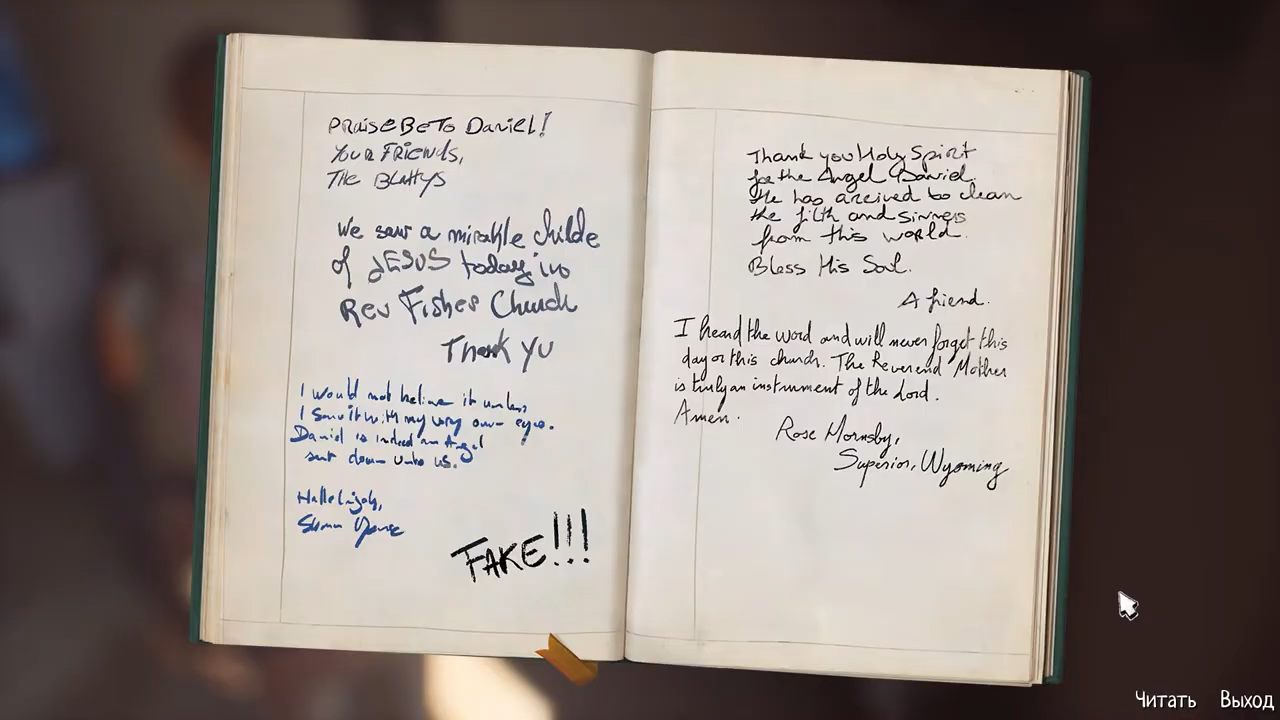 Praise Be To Daniel!
Your Friends,
The Blattys
We saw a mirakle childe
of JESUS today in
Rev Fisher Church
Thank YU
I would not believe it unless
I saw it with my very own eyes.
Daniel is indeed an Angel
sent down unto us.
Hallelujah,
FAKE!!!
Thank you Holy Spirit
for the Angel Daniel.
He has arrived to clean
the filth and sinners
from this world.
Bless His Soul.
A friend.
I heard the word and will never forget this
day or this church. The Reverend Mother
is truly an instrument of the Lord.
Amen.
Rose Mornsby,
Superior, Wyoming
Читать Выход